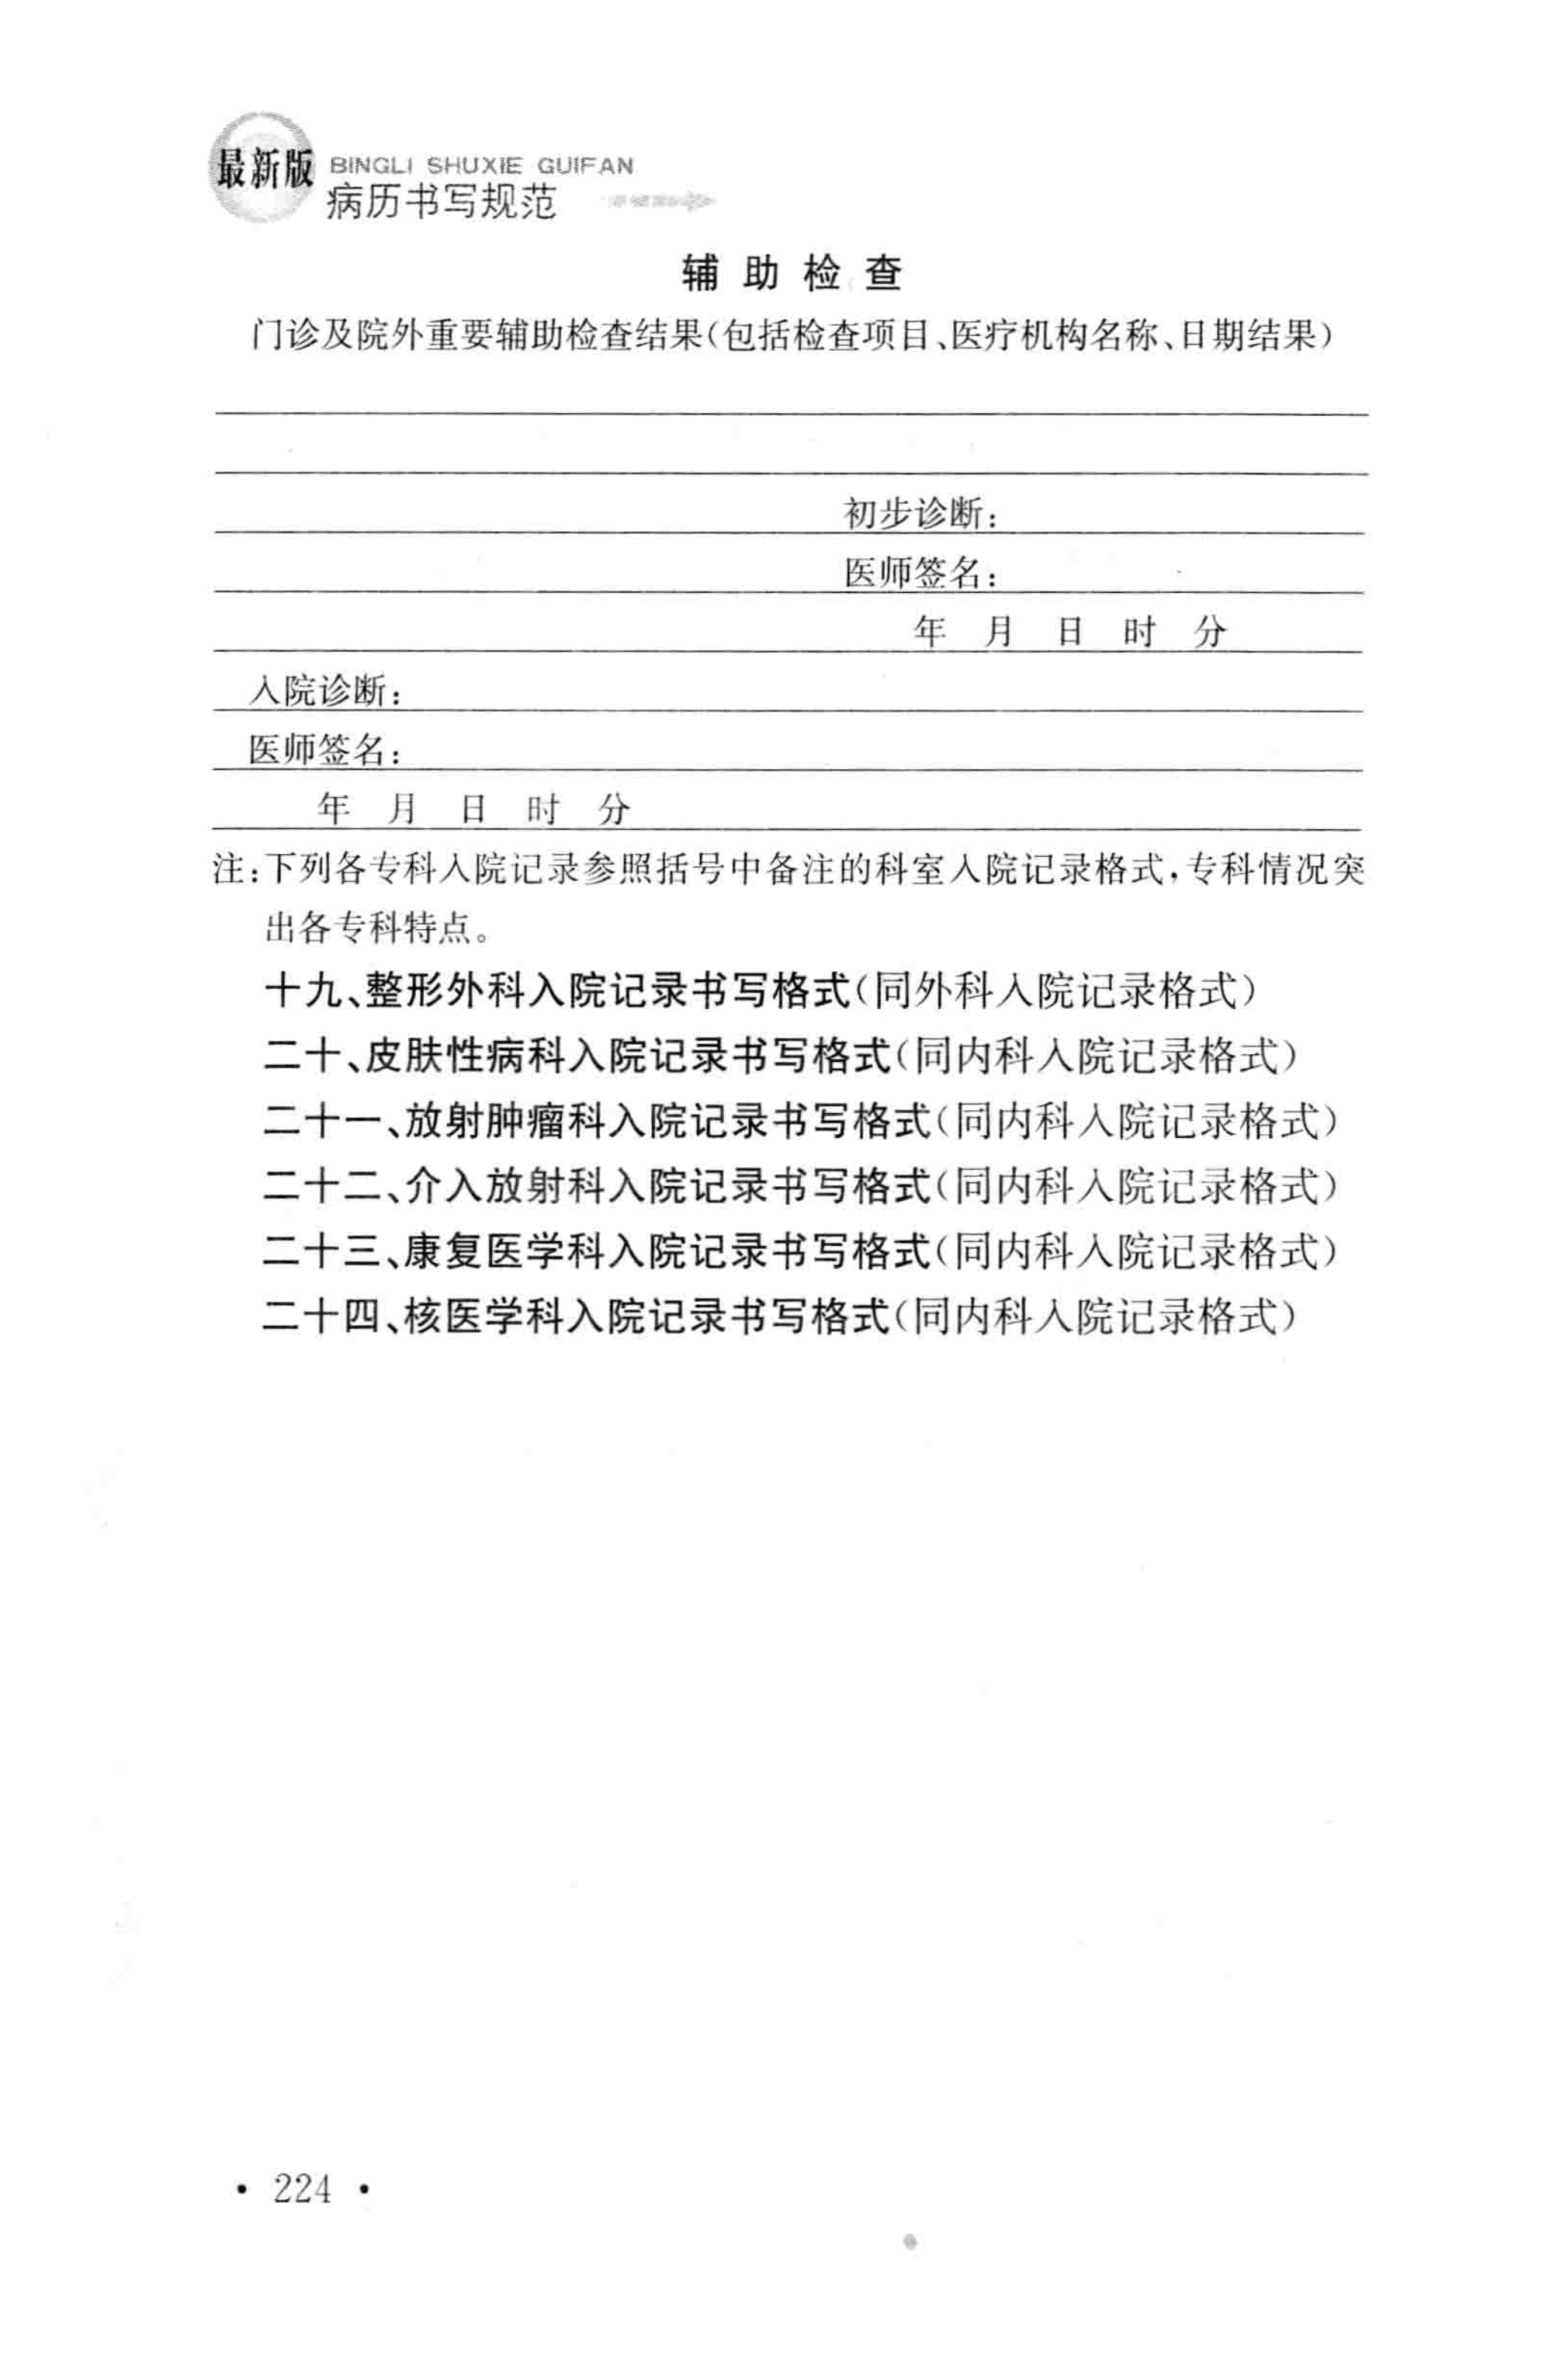 最新版
BINGLI SHUXIE GUIFAN
病历书写规范
辅助检查
门诊及院外重要辅助检查结果(包括检查项目、医疗机构名称、日期结果)
初步诊断:
医师签名:
年 月 日 时 分
入院诊断:
医师签名:
年 月 日 时 分
注:下列各专科入院记录参照括号中备注的科室入院记录格式,专科情况突
出各专科特点。
十九、整形外科入院记录书写格式(同外科入院记录格式)
二十、皮肤性病科入院记录书写格式(同内科入院记录格式)
二十一、放射肿瘤科入院记录书写格式(同内科入院记录格式)
二十二、介入放射科入院记录书写格式(同内科入院记录格式)
二十三、康复医学科入院记录书写格式(同内科入院记录格式)
二十四、核医学科入院记录书写格式(同内科入院记录格式)
· 224 ·